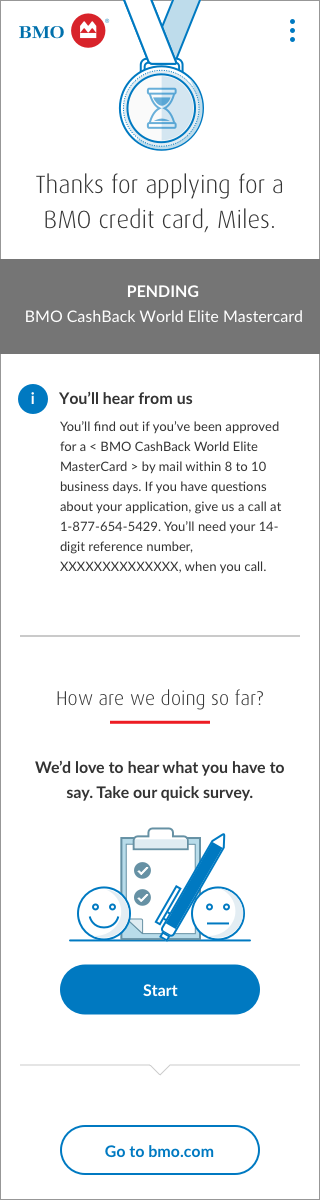 BMO
Thanks for applying for a
BMO credit card, Miles.
PENDING
BMO CashBack World Elite Mastercard
i
You'll hear from us
You'll find out if you've been approved
for a < BMO CashBack World Elite
MasterCard > by mail within 8 to 10
business days. If you have questions
about your application, give us a call at
1-877-654-5429. You'll need your 14-
digit reference number,
XXXXXXXXXXXXXX, when you call.
How are we doing so far?
We'd love to hear what you have to
say. Take our quick survey.
Start
Go to bmo.com